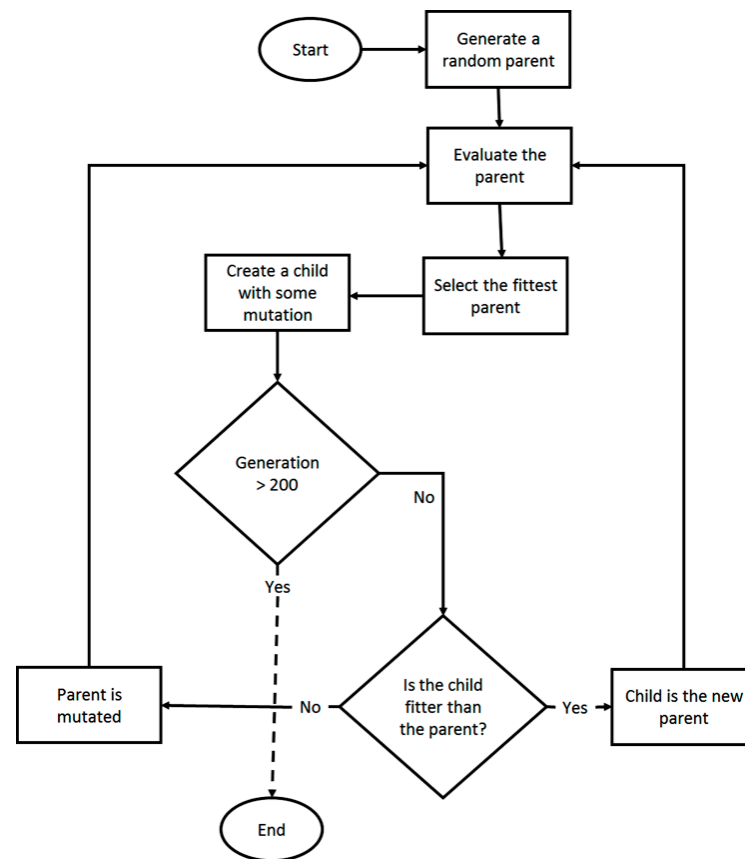 Start
Generate a
random parent
Evaluate the
parent
Create a child
with some
mutation
Select the fittest
parent
Generation
> 200
No
Yes
Parent is
mutated
No
Is the child
fitter than
the parent?
Yes
Child is the new
parent
End